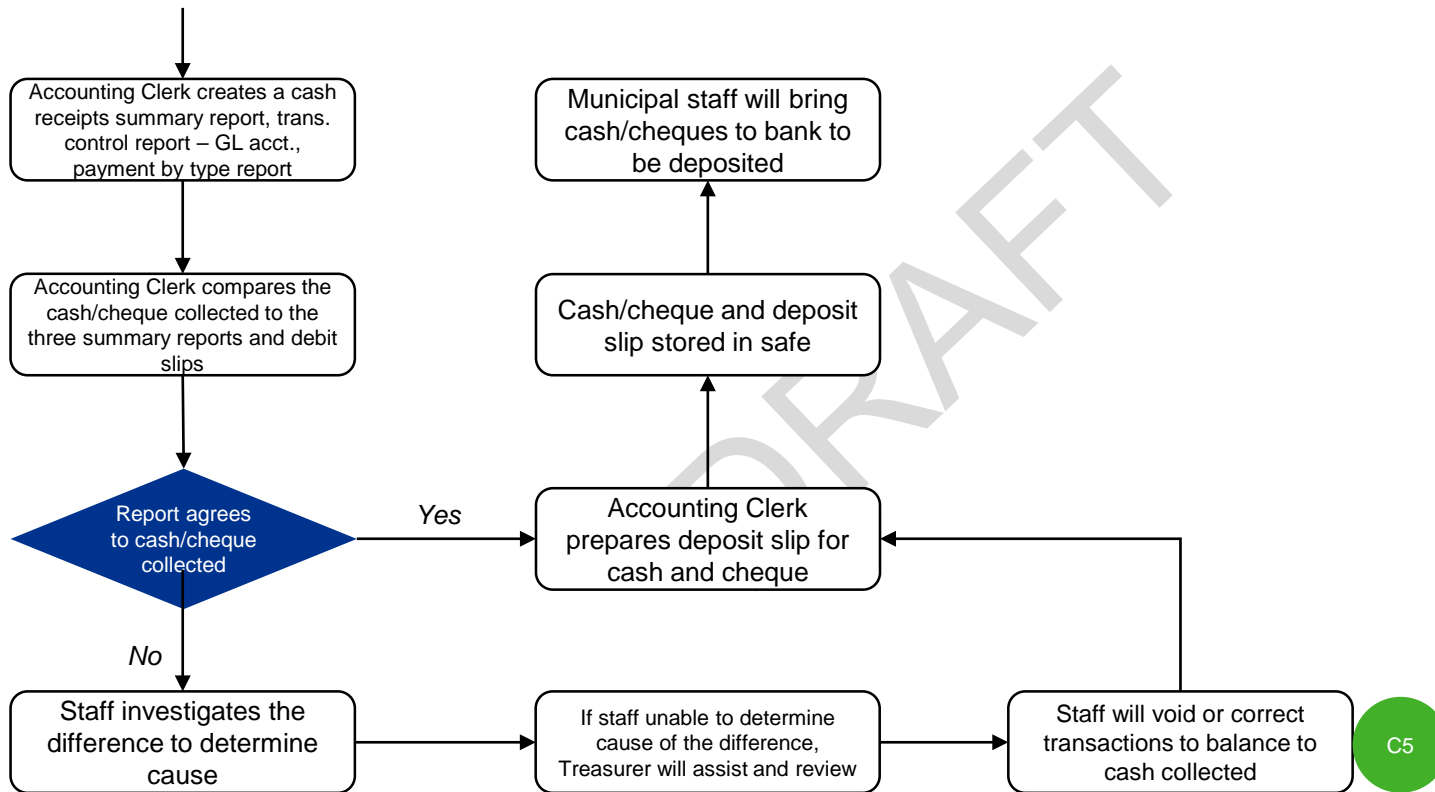 Accounting Clerk creates a cash
receipts summary report, trans.
control report – GL acct.,
payment by type report
Municipal staff will bring
cash/cheques to bank to
be deposited
Accounting Clerk compares the
cash/cheque collected to the
three summary reports and debit
slips
Cash/cheque and deposit
slip stored in safe
DRAFT
Report agrees
to cash/cheque
collected
Yes
Accounting Clerk
prepares deposit slip for
cash and cheque
No
Staff investigates the
difference to determine
cause
If staff unable to determine
cause of the difference,
Treasurer will assist and review
Staff will void or correct
transactions to balance to
cash collected
C5